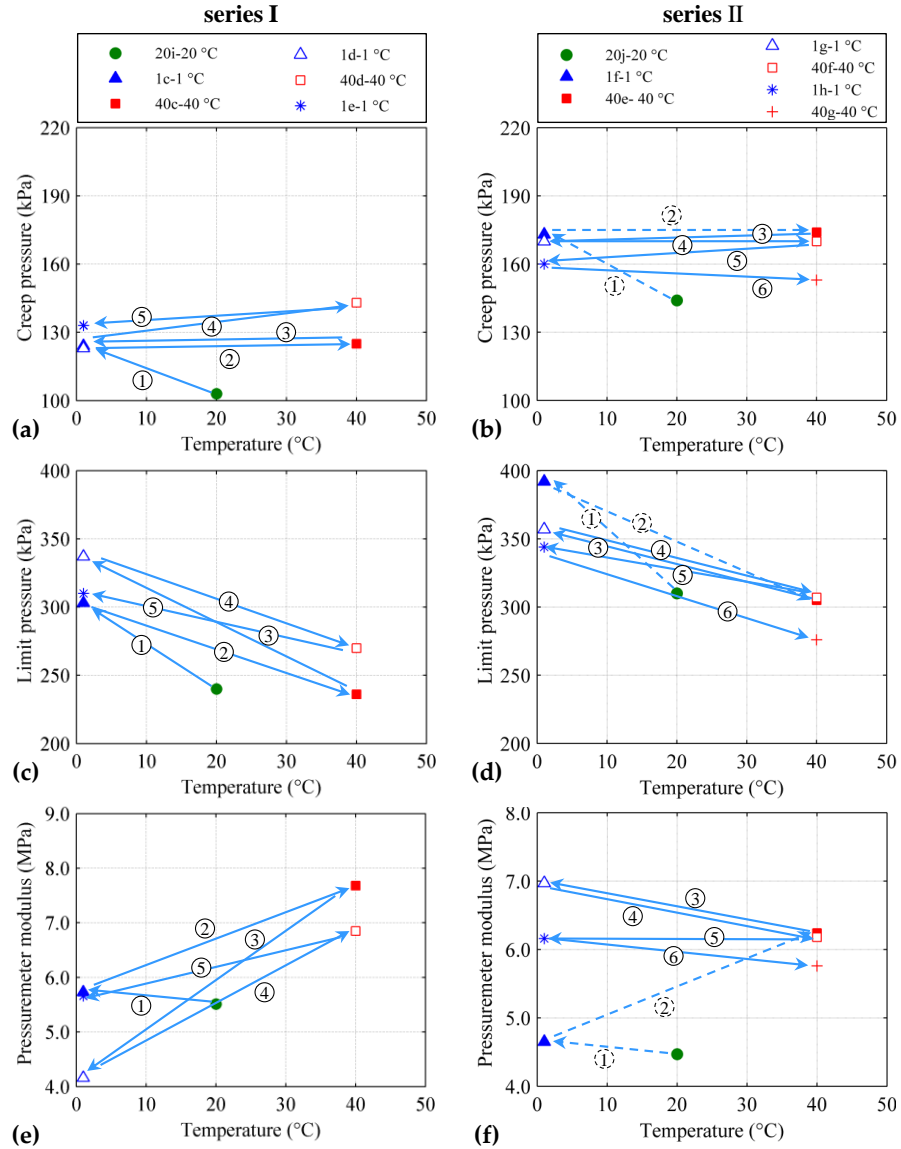 series I
20i-20 °C
1c-1 °C
40c-40 °C
1d-1 °C
40d-40 °C
1e-1 °C
series II
20j-20 °C
1f-1 °C
40e- 40 °C
1g-1 °C
40f-40 °C
1h-1 °C
40g-40 °C
220
190
160
130
100
Creep pressure (kPa)
5
4
3
2
1
0 10 20 30 40 50
(a)
Temperature (°C)
220
190
160
130
100
Creep pressure (kPa)
2
3
4
5
1
6
0 10 20 30 40 50
(b)
Temperature (°C)
400
350
300
250
200
Limit pressure (kPa)
4
5
3
1
2
0 10 20 30 40 50
(c)
Temperature (°C)
400
350
300
250
200
Limit pressure (kPa)
1
2
3
4
5
6
0 10 20 30 40 50
(d)
Temperature (°C)
9.0
8.0
7.0
6.0
5.0
4.0
Pressuremeter modulus (MPa)
2
3
5
4
1
0 10 20 30 40 50
(e)
Temperature (°C)
8.0
7.0
6.0
5.0
4.0
Pressuremeter modulus (MPa)
3
4
5
6
2
1
0 10 20 30 40 50
(f)
Temperature (°C)